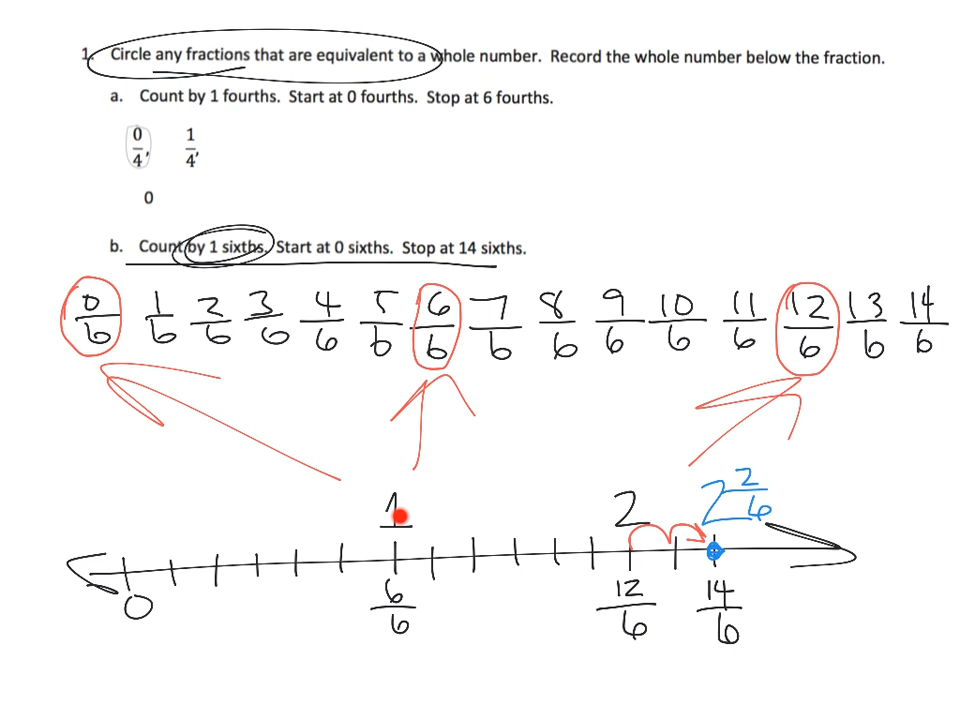 1. Circle any fractions that are equivalent to a whole number. Record the whole number below the fraction.
a. Count by 1 fourths. Start at 0 fourths. Stop at 6 fourths.
0/4, 1/4,
0
b. Count by 1 sixths. Start at 0 sixths. Stop at 14 sixths.
0/6 1/6 2/6 3/6 4/6 5/6 6/6 7/6 8/6 9/6 10/6 11/6 12/6 13/6 14/6
1 2 2 2/6
0 6/6 12/6 14/6